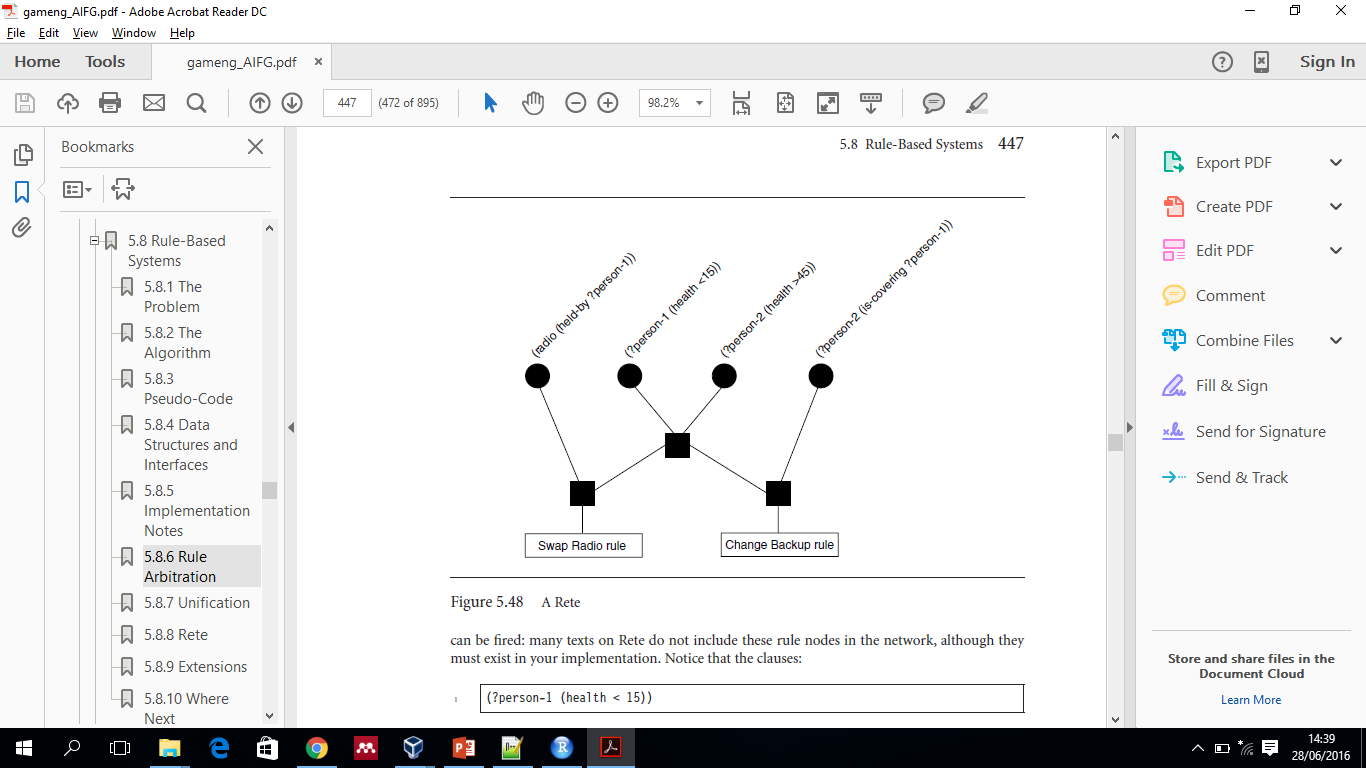 gameng_AIFG.pdf - Adobe Acrobat Reader DC
File Edit View Window Help
Home Tools gameng_AIFG.pdf × Sign In
447 (472 of 895) 98.2%
Bookmarks
5.8 Rule-Based
Systems
5.8.1 The
Problem
5.8.2 The
Algorithm
5.8.3
Pseudo-Code
5.8.4 Data
Structures and
Interfaces
5.8.5
Implementation
Notes
5.8.6 Rule
Arbitration
5.8.7 Unification
5.8.8 Rete
5.8.9 Extensions
5.8.10 Where
Next
5.8 Rule-Based Systems 447
(radio (held-by ?person-1))
(?person-1 (health <15))
(?person-2 (health >45))
(?person-2 (is-covering ?person-1))
Swap Radio rule
Change Backup rule
Figure 5.48 A Rete
can be fired: many texts on Rete do not include these rule nodes in the network, although they
must exist in your implementation. Notice that the clauses:
1 (?person-1 (health < 15))
Export PDF
Create PDF
Edit PDF
Comment
Combine Files
Fill & Sign
Send for Signature
Send & Track
Store and share files in the
Document Cloud
Learn More
14:39
28/06/2016